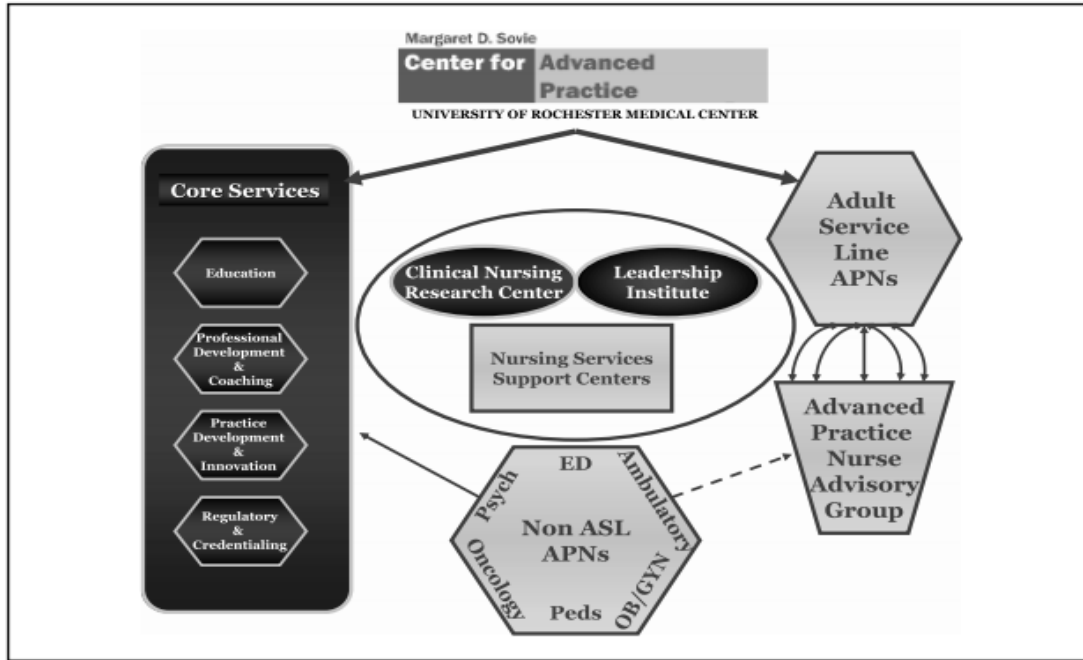 Margaret D. Sovie
Center for Advanced
Practice
UNIVERSITY OF ROCHESTER MEDICAL CENTER
Core Services
Education
Professional
Development
&
Coaching
Practice
Development
&
Innovation
Regulatory
&
Credentialing
Clinical Nursing
Research Center
Leadership
Institute
Nursing Services
Support Centers
Adult
Service
Line
APNs
Advanced
Practice
Nurse
Advisory
Group
ED
Psych
Ambulatory
Non ASL
APNs
Oncology
OB/GYN
Peds